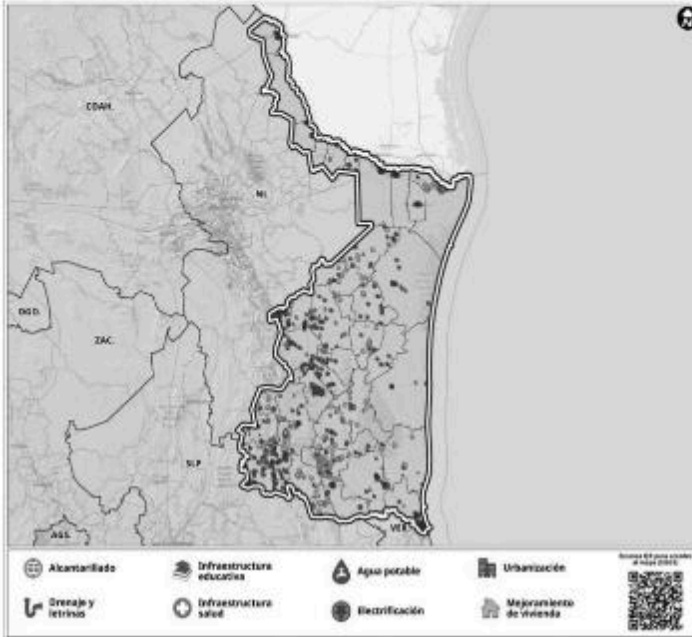 COAH.
NL
DGO.
ZAC.
SLP
AGS.
VER.
Alcantarillado
Infraestructura
educativa
Agua potable
Urbanización
Drenaje y
letrinas
Infraestructura
salud
Electrificación
Mejoramiento
de vivienda